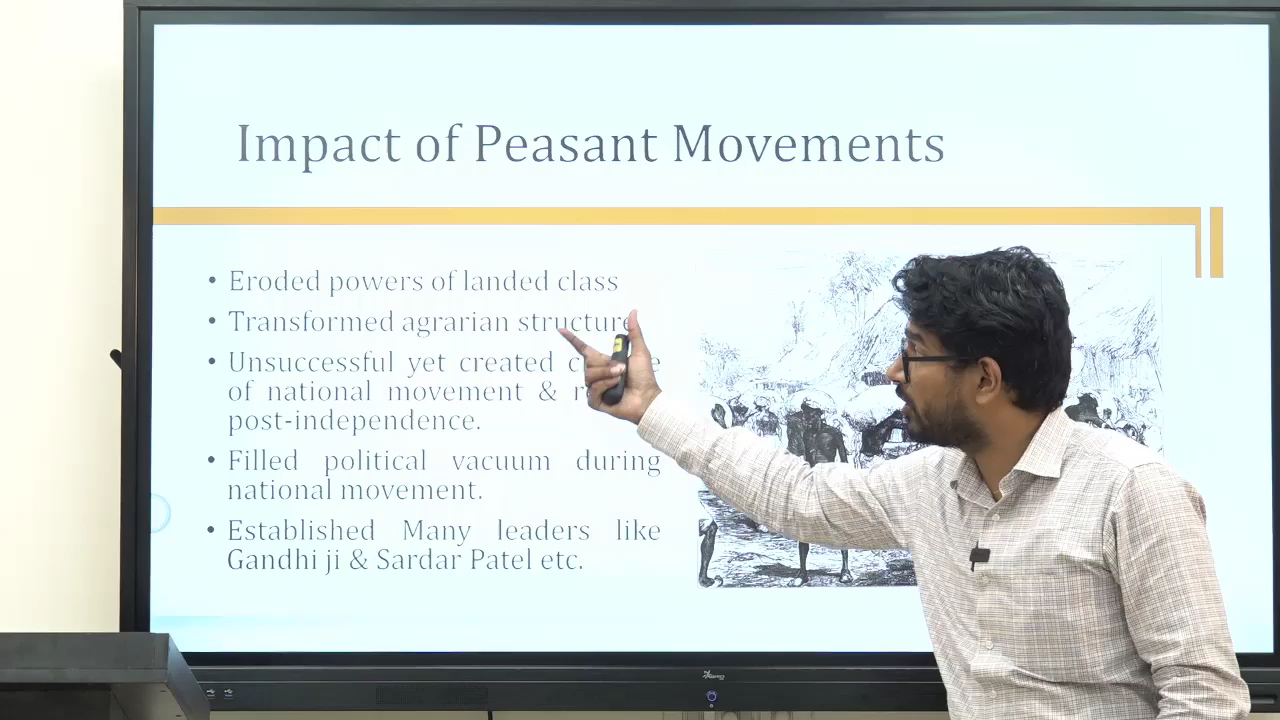 Impact of Peasant Movements
• Eroded powers of landed class
• Transformed agrarian structure
• Unsuccessful yet created
of national movement &
post-independence.
• Filled political vacuum during
national movement.
• Established Many leaders like
Gandhi ji & Sardar Patel etc.